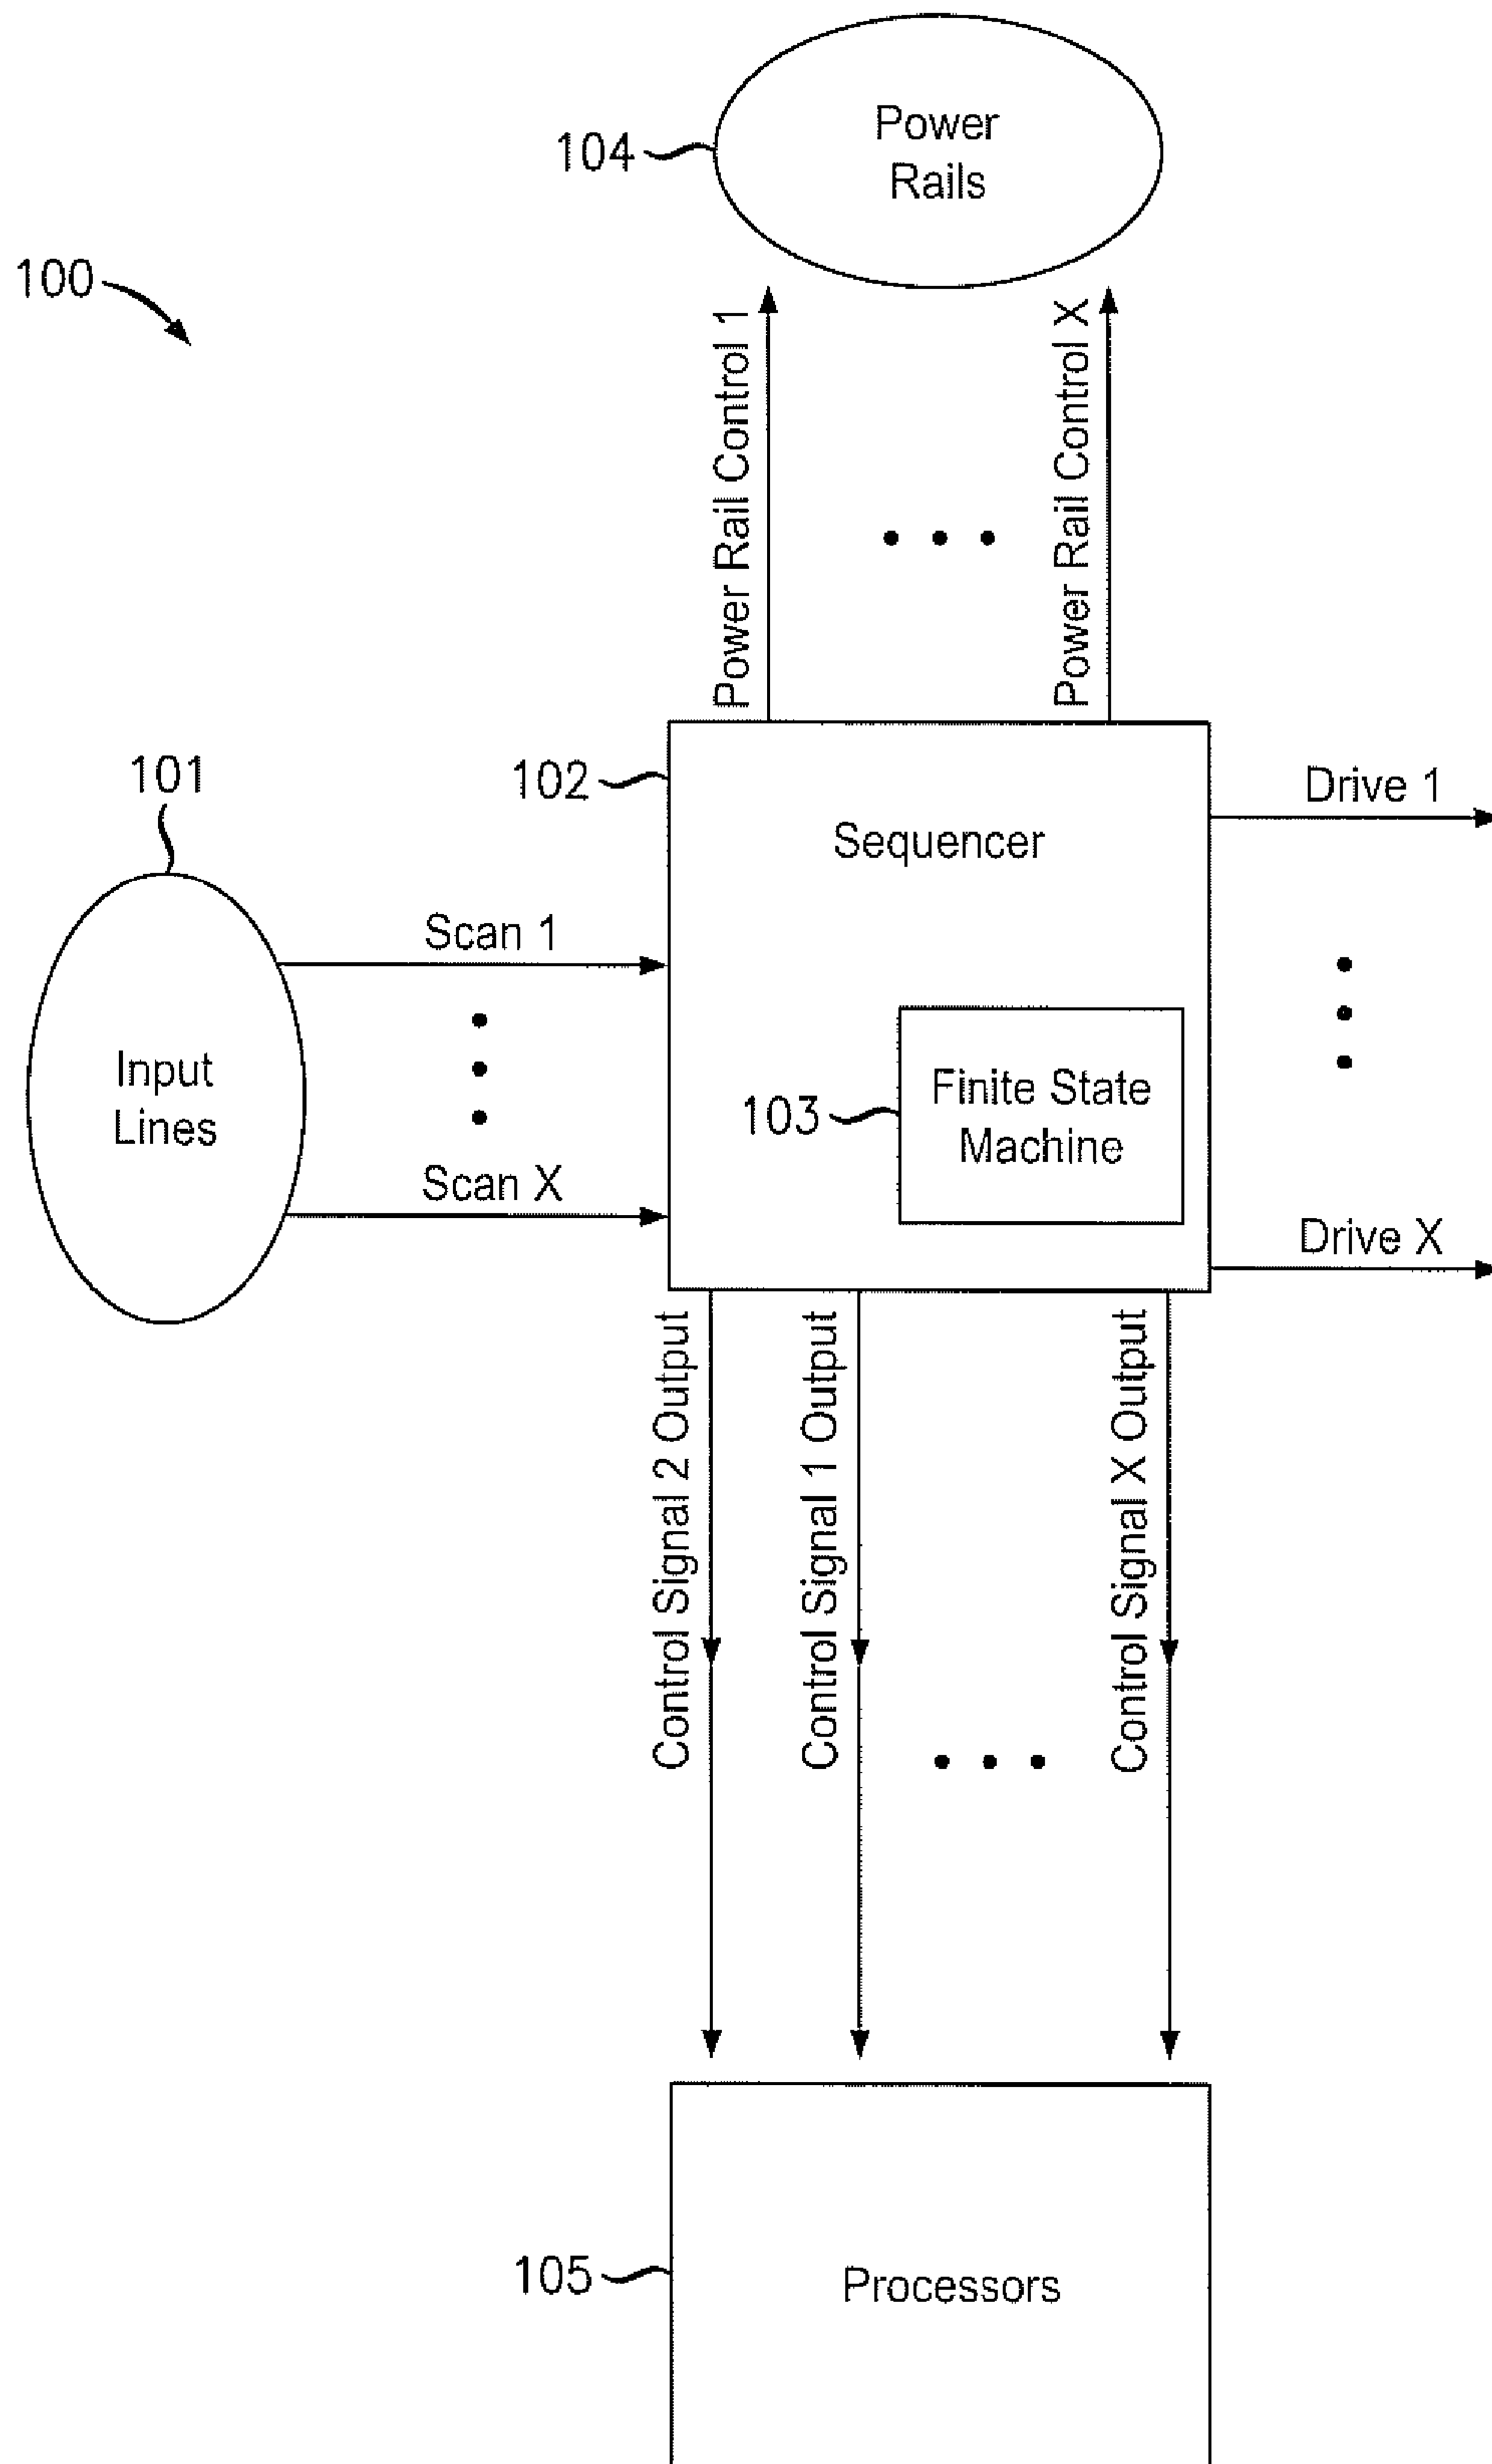 104
Power
Rails
100
Power Rail Control 1
Power Rail Control X
101
102
Sequencer
Drive 1
Scan 1
Input
Lines
103
Finite State
Machine
Scan X
Drive X
Control Signal 2 Output
Control Signal 1 Output
Control Signal X Output
105
Processors